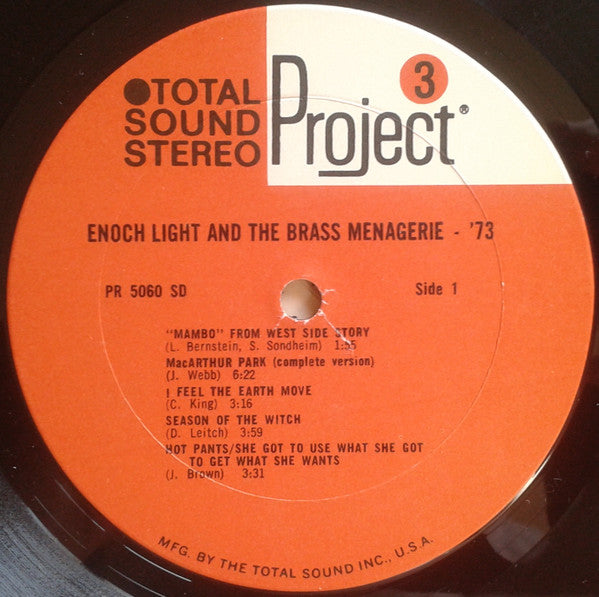 ●TOTAL
SOUND
STEREO
Project 3®
ENOCH LIGHT AND THE BRASS MENAGERIE - '73
PR 5060 SD
Side 1
"MAMBO" FROM WEST SIDE STORY
(L. Bernstein, S. Sondheim) 1:55
MacARTHUR PARK (complete version)
(J. Webb) 6:22
I FEEL THE EARTH MOVE
(C. King) 3:16
SEASON OF THE WITCH
(D. Leitch) 3:59
HOT PANTS/SHE GOT TO USE WHAT SHE GOT
TO GET WHAT SHE WANTS
(J. Brown) 3:31
MFG. BY THE TOTAL SOUND INC., U.S.A.